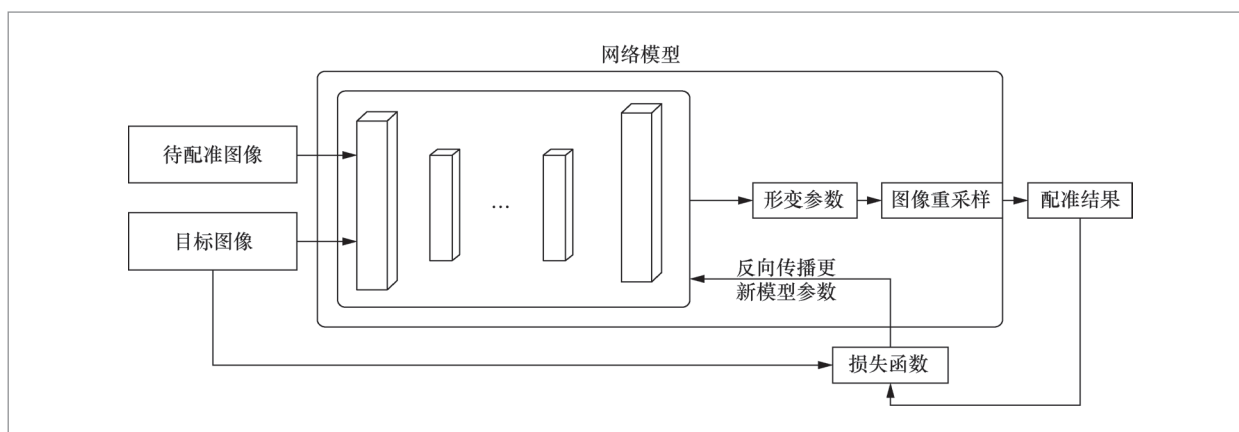 网络模型
待配准图像
目标图像
...
形变参数
图像重采样
配准结果
反向传播更
新模型参数
损失函数